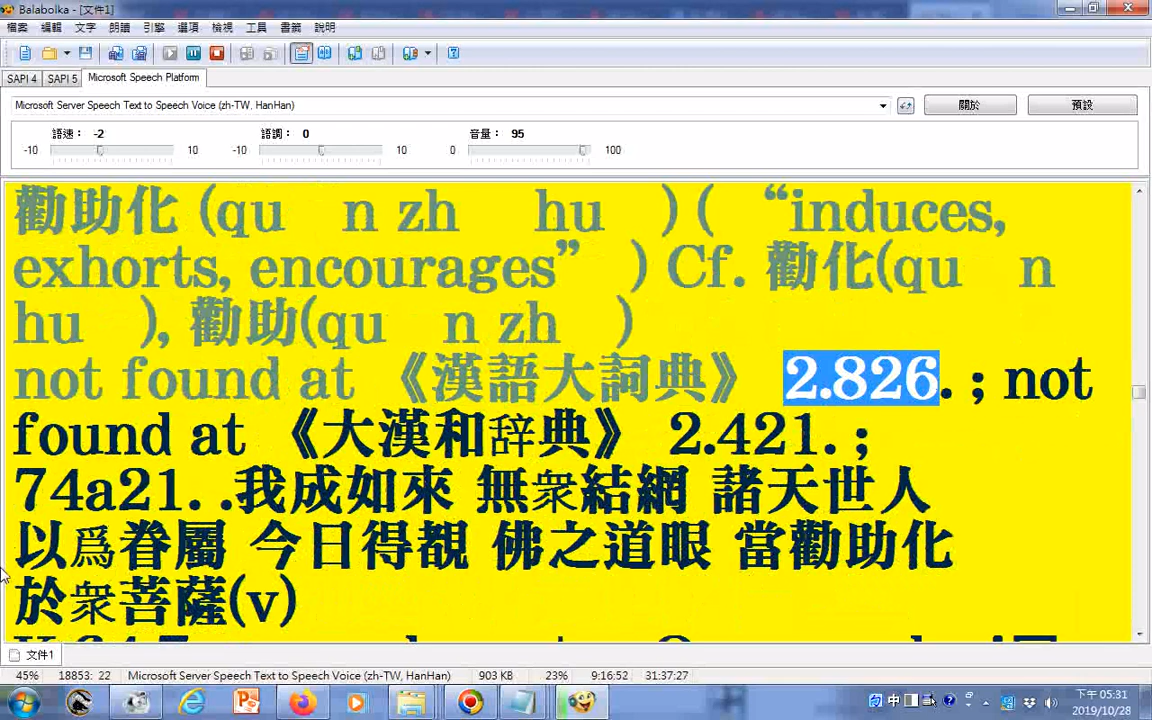 Balabolka - [文件1]
檔案 編輯 文字 朗讀 引擎 選項 檢視 工具 書籤 說明
SAPI 4 SAPI 5 Microsoft Speech Platform
Microsoft Server Speech Text to Speech Voice (zh-TW, HanHan) 關於 預設
語速： -2 語調： 0 音量： 95
-10 10 -10 10 0 100
勸助化 (qu n zh hu ) ( “induces,
exhorts, encourages” ) Cf. 勸化(qu n
hu ), 勸助(qu n zh )
not found at 《漢語大詞典》 2.826. ; not
found at 《大漢和辞典》 2.421. ;
74a21. .我成如來 無衆結網 諸天世人
以爲眷屬 今日得覩 佛之道眼 當勸助化
於衆菩薩(v)
文件1
45% 18853: 22 Microsoft Server Speech Text to Speech Voice (zh-TW, HanHan) 903 KB 23% 9:16:52 31:37:27
中
下午 05:31
2019/10/28